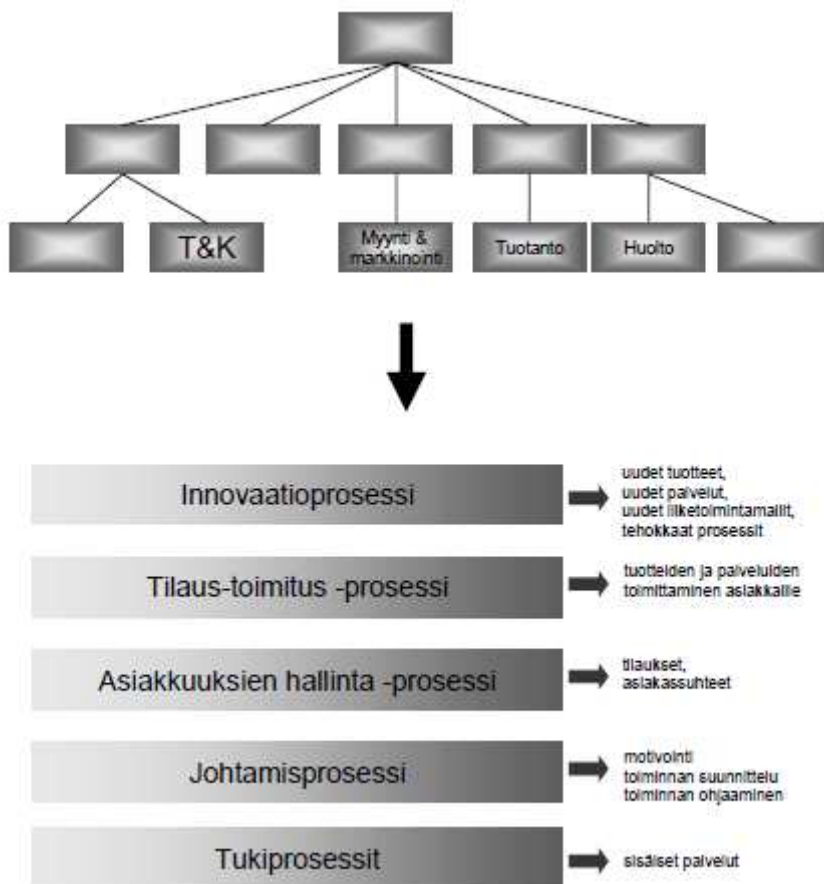 T&K
Myynti &
markkinointi
Tuotanto
Huolto
Innovaatioprosessi
uudet tuotteet,
uudet palvelut,
uudet liiketoimintamallit,
tehokkaat prosessit
Tilaus-toimitus -prosessi
tuotteiden ja palveluiden
toimittaminen asiakkaille
Asiakkuuksien hallinta -prosessi
tilaukset,
asiakassuhteet
Johtamisprosessi
motivointi
toiminnan suunnittelu
toiminnan ohjaaminen
Tukiprosessit
sisäiset palvelut